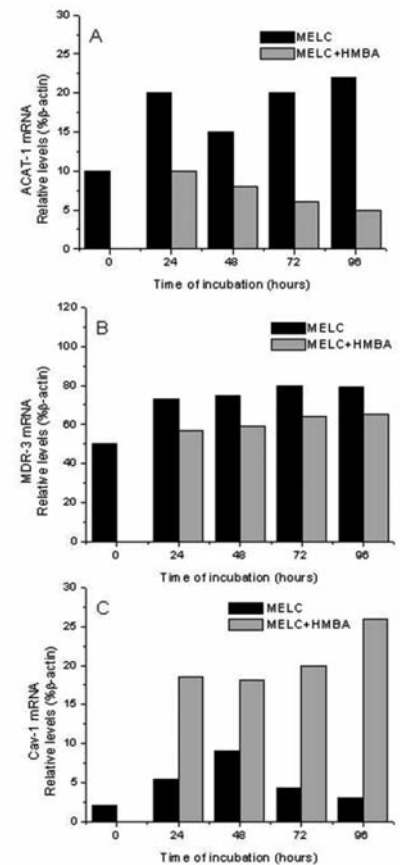 A
MELC
MELC+HMBA
30
25
20
15
10
5
0
ACAT-1 mRNA
Relative levels (%β-actin)
0 24 48 72 96
Time of incubation (hours)
B
MELC
MELC+HMBA
120
100
80
60
40
20
0
MDR-3 mRNA
Relative levels (%β-actin)
0 24 48 72 96
Time of incubation (hours)
C
MELC
MELC+HMBA
30
25
20
15
10
5
0
Cav-1 mRNA
Relative levels (%β-actin)
0 24 48 72 96
Time of incubation (hours)